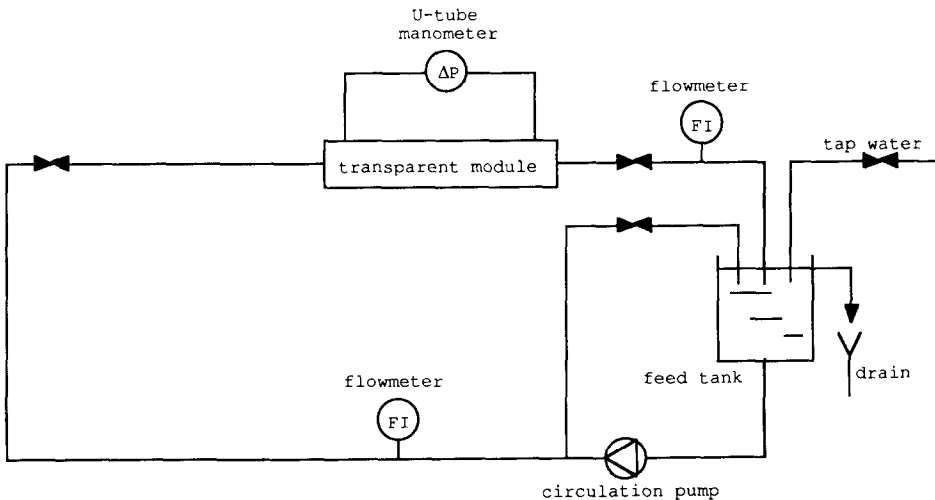 U-tube
manometer
ΔP
flowmeter
FI
tap water
transparent module
flowmeter
FI
feed tank
drain
circulation pump